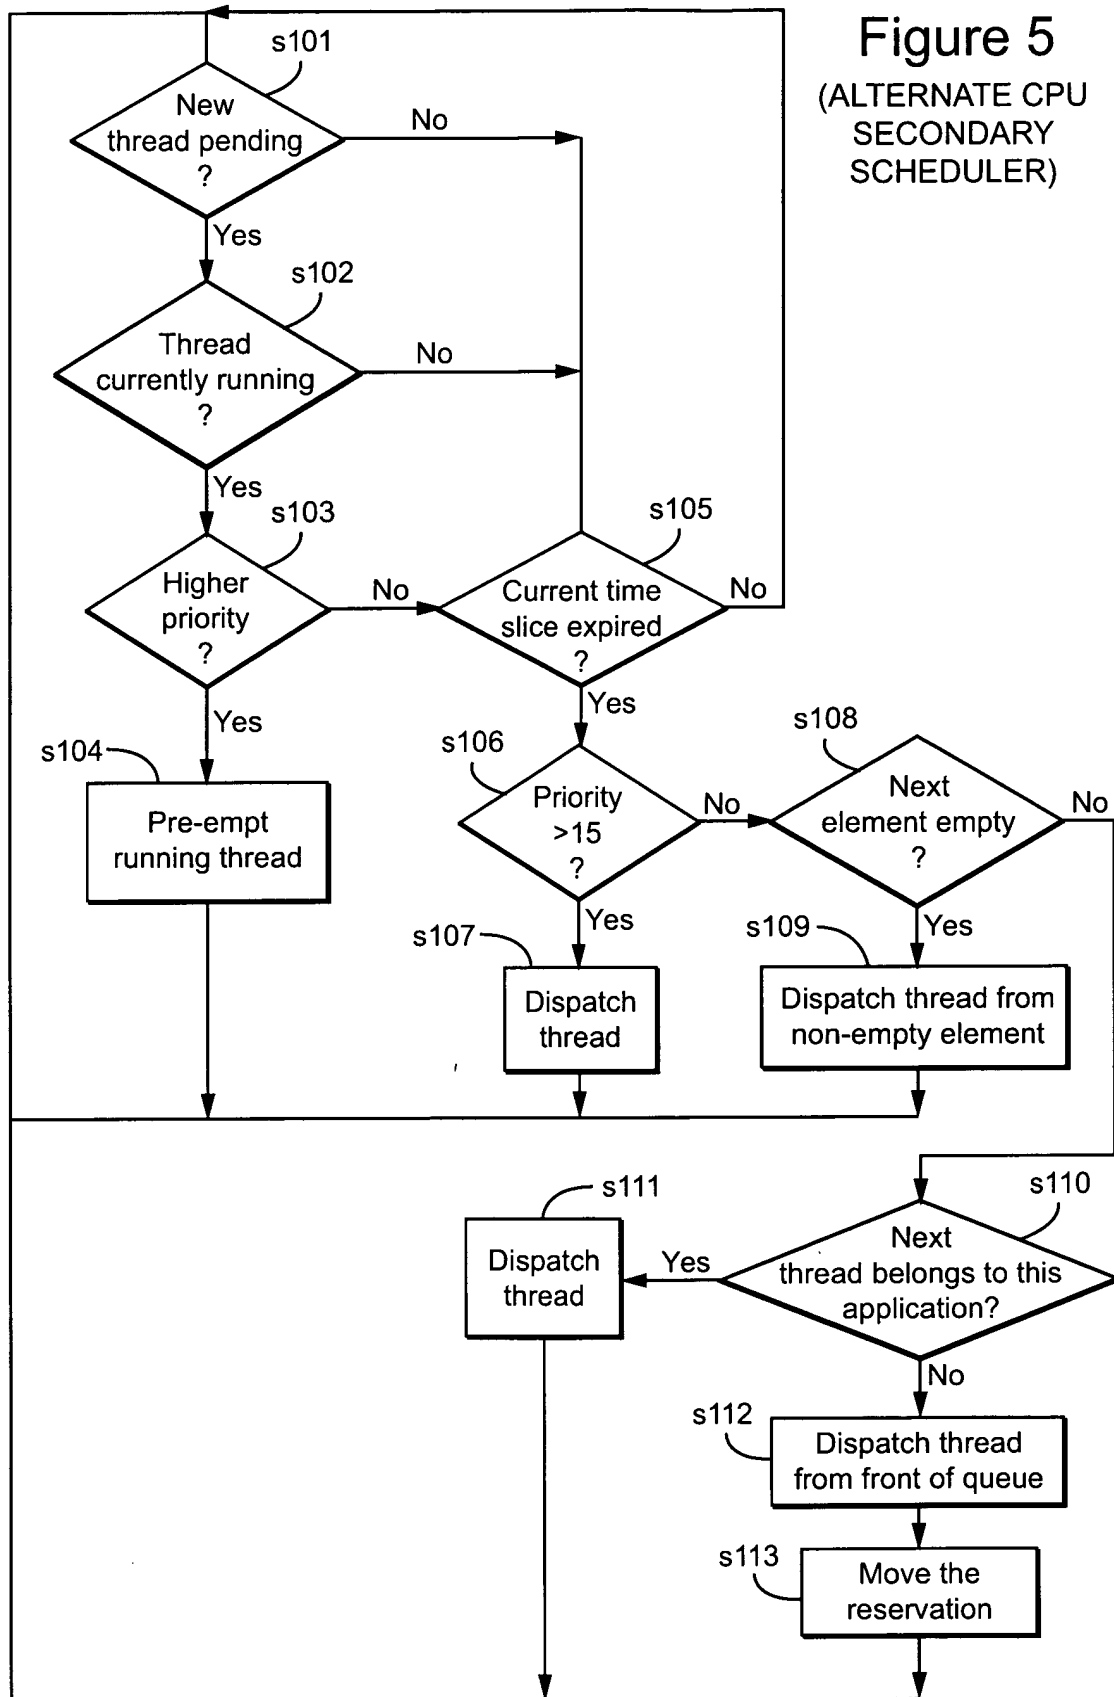 Figure 5
(ALTERNATE CPU
SECONDARY
SCHEDULER)
s101
New
thread pending
?
No
Yes
s102
Thread
currently running
?
No
Yes
s103
Higher
priority
?
No
Yes
s104
Pre-empt
running thread
s105
Current time
slice expired
?
No
Yes
s106
Priority
>15
?
No
Yes
s107
Dispatch
thread
s108
Next
element empty
?
No
Yes
s109
Dispatch thread from
non-empty element
s110
Next
thread belongs to this
application?
Yes
No
s111
Dispatch
thread
s112
Dispatch thread
from front of queue
s113
Move the
reservation